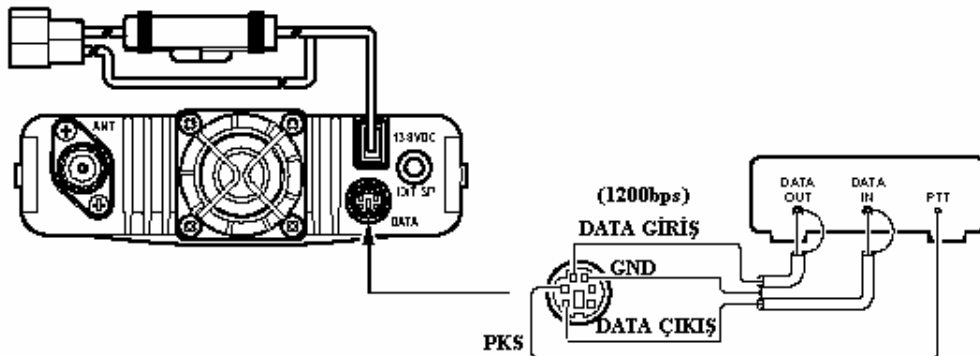 ANT
13.8VDC
EXT SP
DATA
(1200bps)
DATA GİRİŞ
GND
DATA ÇIKIŞ
PKS
DATA
OUT
DATA
IN
PTT